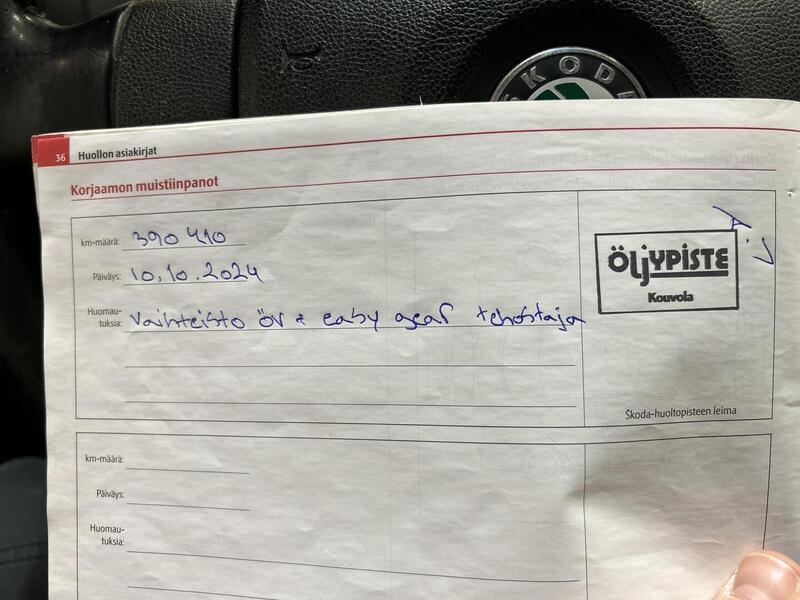 ŠKODA
36 Huollon asiakirjat
Korjaamon muistiinpanot
km-määrä: 390 410
Päiväys: 10.10.2024
Huomau-
tuksia: Vaihteisto öv + easy gear tehostaja
A.J
ÖLJYPISTE
Kouvola
Škoda-huoltopisteen leima
km-määrä:
Päiväys:
Huomau-
tuksia: